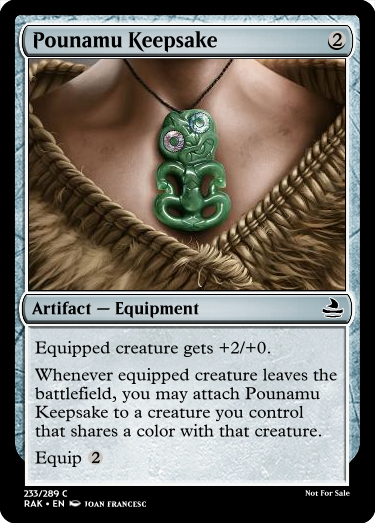 Pounamu Keepsake 2
Artifact — Equipment
Equipped creature gets +2/+0.
Whenever equipped creature leaves the
battlefield, you may attach Pounamu
Keepsake to a creature you control
that shares a color with that creature.
Equip 2
233/289 C Not For Sale
RAK • EN JOAN FRANCESC